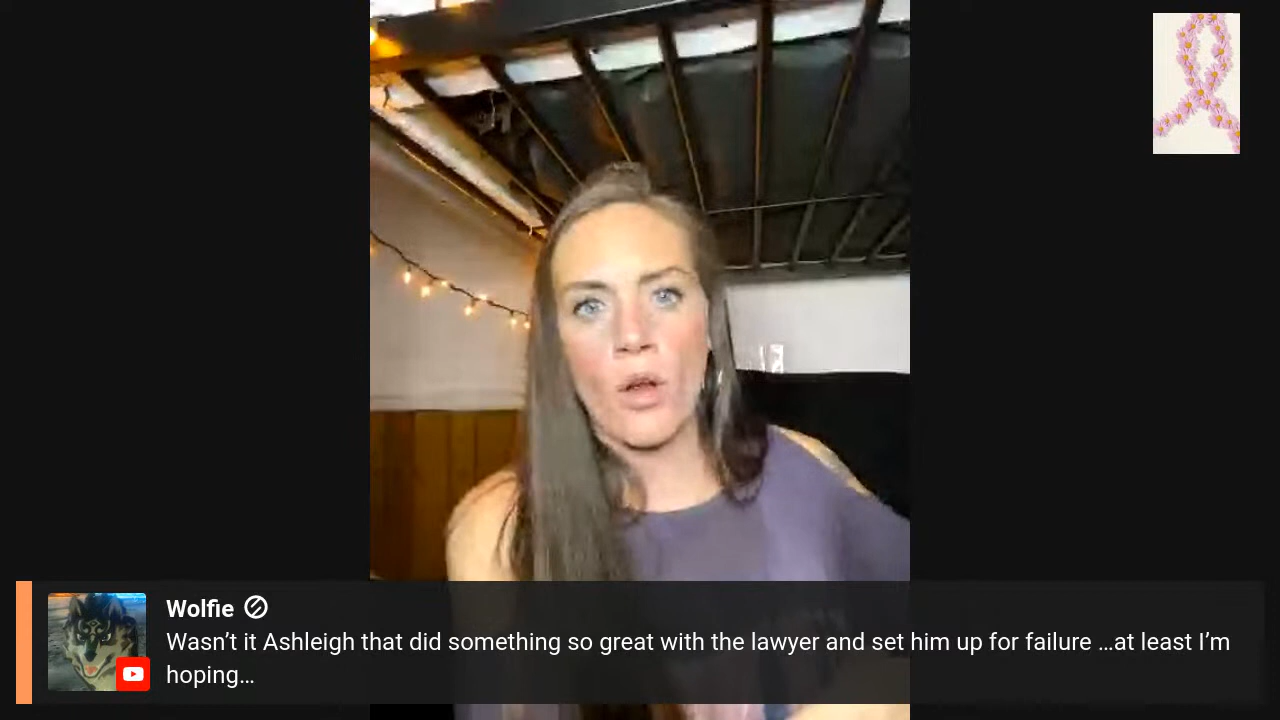 Wolfie
Wasn’t it Ashleigh that did something so great with the lawyer and set him up for failure …at least I’m
hoping…